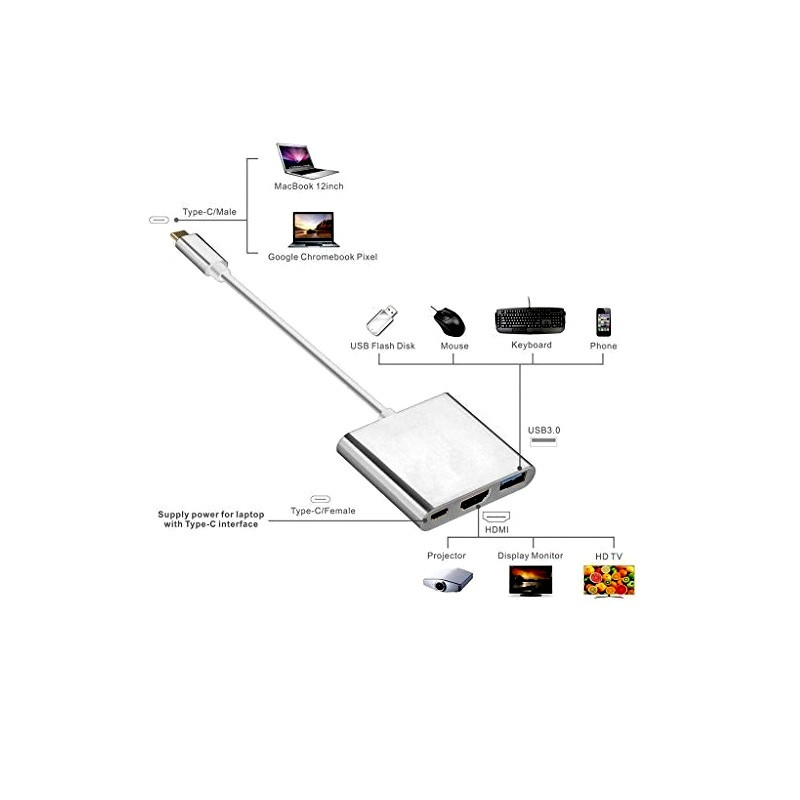 MacBook 12inch
Type-C/Male
Google Chromebook Pixel
USB Flash Disk
Mouse
Keyboard
Phone
USB3.0
Type-C/Female
Supply power for laptop
with Type-C interface
HDMI
Projector
Display Monitor
HD TV